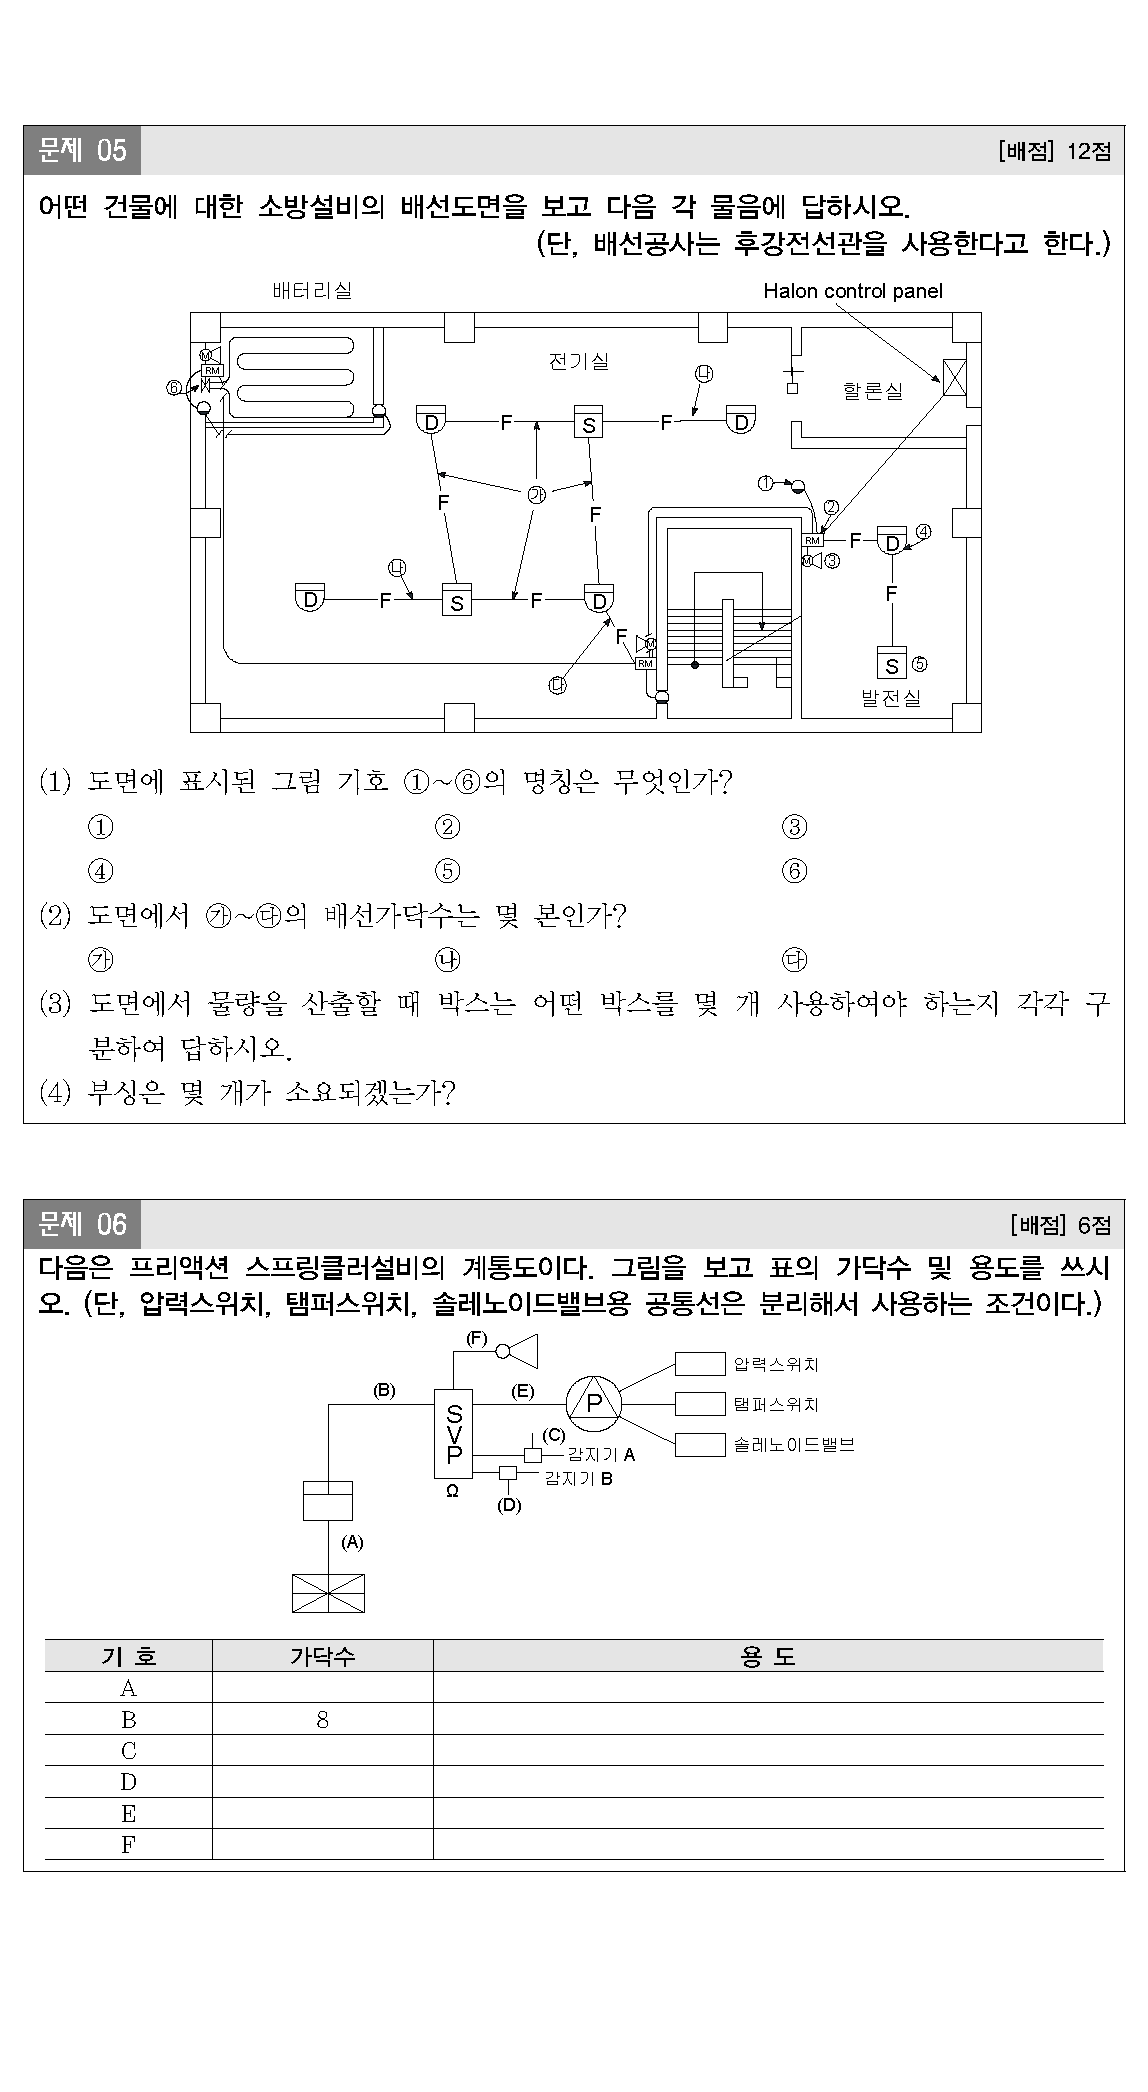 문제 05
[배점] 12점
어떤 건물에 대한 소방설비의 배선도면을 보고 다음 각 물음에 답하시오.
(단, 배선공사는 후강전선관을 사용한다고 한다.)
배터리실
Halon control panel
M
RM
⑥
전기실
㉯
할론실
D F S F D
㉮
F F
① ② RM F D ④
M ③
㉯
D F S F D
F
F
M
RM
S ⑤
㉰
발전실
(1) 도면에 표시된 그림 기호 ①~⑥의 명칭은 무엇인가?
① ② ③
④ ⑤ ⑥
(2) 도면에서 ㉮~㉰의 배선가닥수는 몇 본인가?
㉮ ㉯ ㉰
(3) 도면에서 물량을 산출할 때 박스는 어떤 박스를 몇 개 사용하여야 하는지 각각 구
분하여 답하시오.
(4) 부싱은 몇 개가 소요되겠는가?
문제 06
[배점] 6점
다음은 프리액션 스프링클러설비의 계통도이다. 그림을 보고 표의 가닥수 및 용도를 쓰시
오. (단, 압력스위치, 탬퍼스위치, 솔레노이드밸브용 공통선은 분리해서 사용하는 조건이다.)
(F)
압력스위치
(B) (E)
SVP
P
탬퍼스위치
(C)
솔레노이드밸브
감지기 A
감지기 B
Ω
(D)
(A)
기 호 가닥수 용 도
A
B 8
C
D
E
F